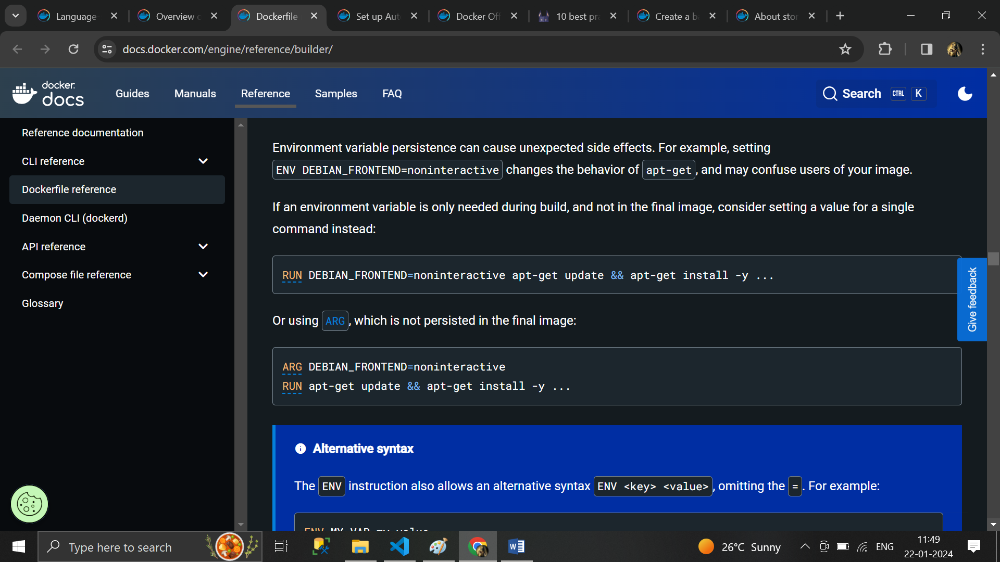 Language-
Overview
Dockerfile
Set up Aut
Docker Off
10 best pr
Create a b
About stor
docs.docker.com/engine/reference/builder/
docker
docs
Guides
Manuals
Reference
Samples
FAQ
Search
CTRL
K
Reference documentation
CLI reference
Dockerfile reference
Daemon CLI (dockerd)
API reference
Compose file reference
Glossary
Environment variable persistence can cause unexpected side effects. For example, setting
ENV DEBIAN_FRONTEND=noninteractive changes the behavior of apt-get, and may confuse users of your image.
If an environment variable is only needed during build, and not in the final image, consider setting a value for a single
command instead:
RUN DEBIAN_FRONTEND=noninteractive apt-get update && apt-get install -y ...
Or using ARG, which is not persisted in the final image:
ARG DEBIAN_FRONTEND=noninteractive
RUN apt-get update && apt-get install -y ...
Alternative syntax
The ENV instruction also allows an alternative syntax ENV <key> <value>, omitting the =. For example:
ENV MY_VAR my-value
Give feedback
Type here to search
26°C Sunny
ENG
11:49
22-01-2024